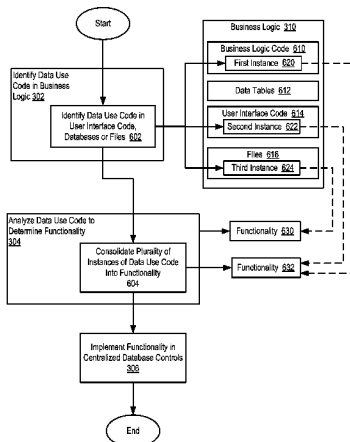 Start
Business Logic 310
Business Logic Code 610
First Instance 620
Data Tables 612
User Interface Code 614
Second Instance 622
Files 616
Third Instance 624
Identify Data Use
Code in Business
Logic 302
Identify Data Use Code in
User Interface Code,
Databases or Files
602
Analyze Data Use Code to
Determine Functionality
304
Consolidate Plurality of
Instances of Data Use Code
Into Functionality
604
Functionality 630
Functionality 632
Implement Functionality in
Centralized Database Controls
306
End